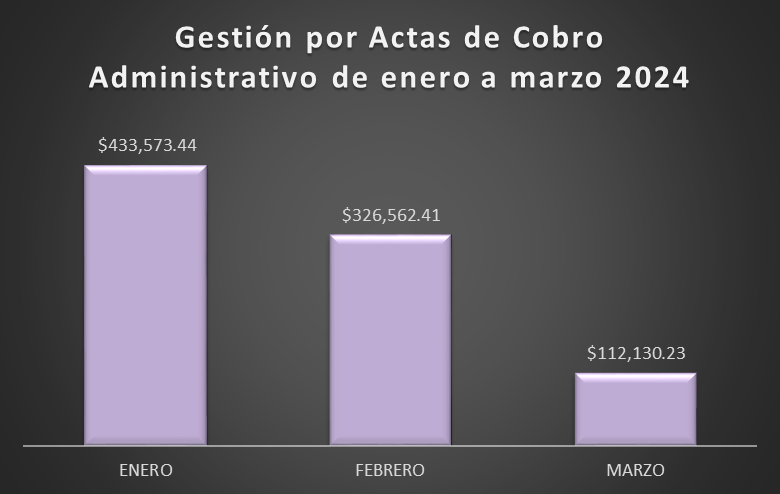 Gestión por Actas de Cobro
Administrativo de enero a marzo 2024
$433,573.44
$326,562.41
$112,130.23
ENERO
FEBRERO
MARZO